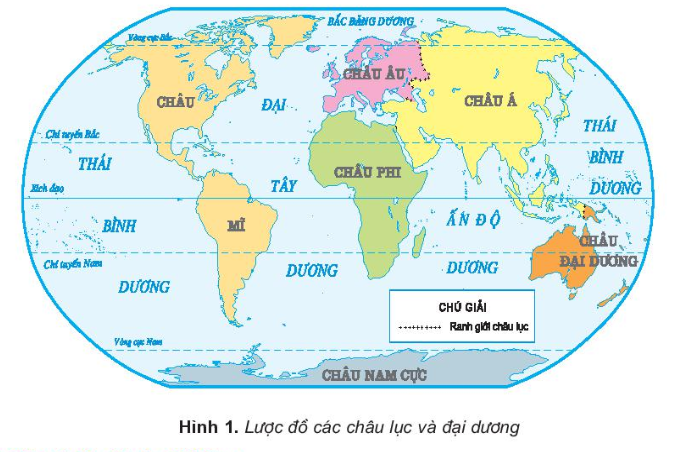 BẮC BĂNG DƯƠNG
Vòng cực Bắc
CHÂU ÂU
CHÂU
ĐẠI
CHÂU Á
THÁI
Chí tuyến Bắc
THÁI
BÌNH
CHÂU PHI
TÂY
DƯƠNG
Xích đạo
BÌNH
MĨ
ẤN ĐỘ
CHÂU
ĐẠI DƯƠNG
Chí tuyến Nam
DƯƠNG
DƯƠNG
DƯƠNG
CHÚ GIẢI
Ranh giới châu lục
Vòng cực Nam
CHÂU NAM CỰC
Hình 1. Lược đồ các châu lục và đại dương